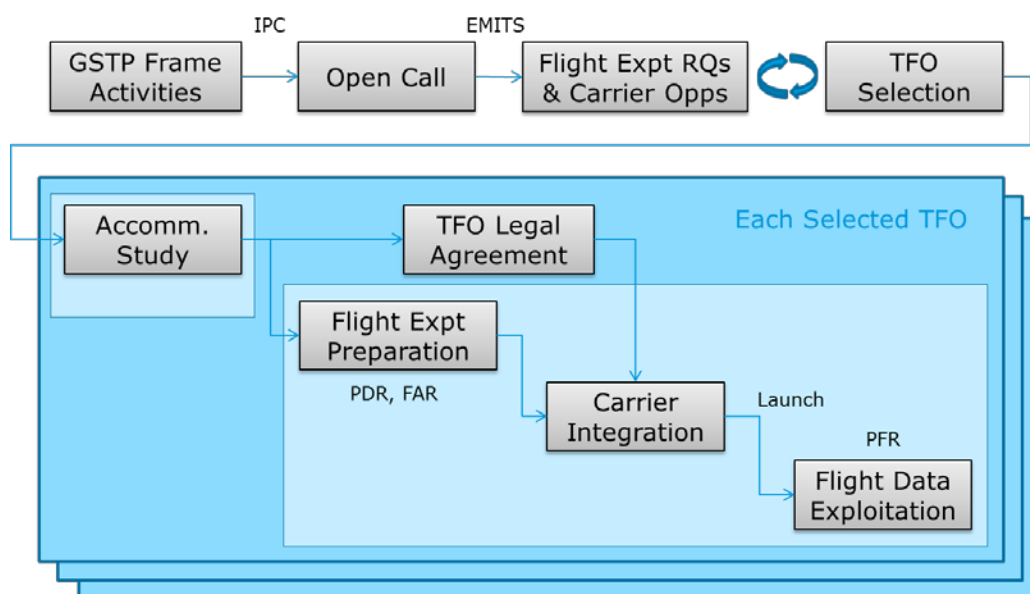 IPC
EMITS
GSTP Frame
Activities
Open Call
Flight Expt RQs
& Carrier Opps
TFO
Selection
Each Selected TFO
Accomm.
Study
TFO Legal
Agreement
Flight Expt
Preparation
PDR, FAR
Carrier
Integration
Launch
PFR
Flight Data
Exploitation